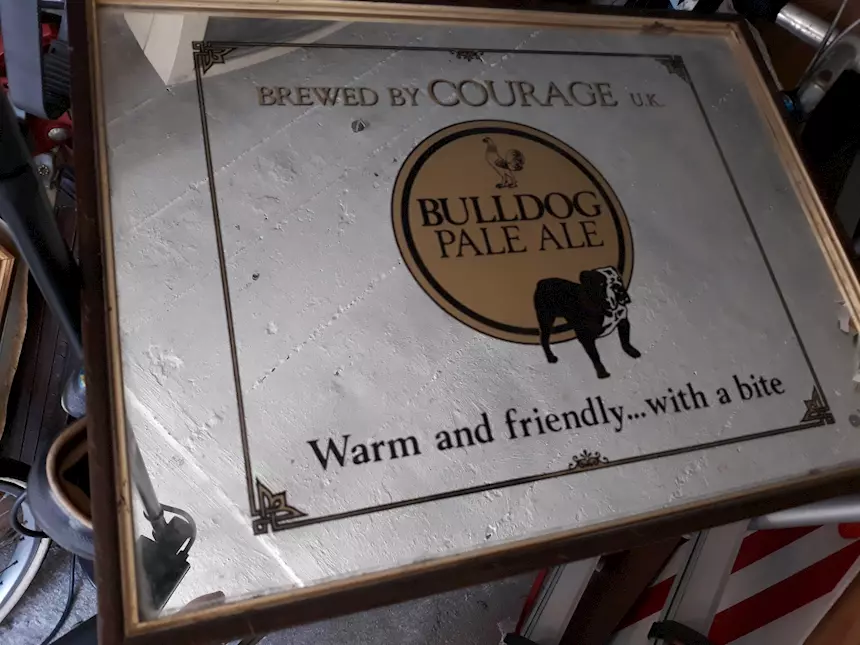 BREWED BY COURAGE U.K.
BULLDOG
PALE ALE
Warm and friendly...with a bite